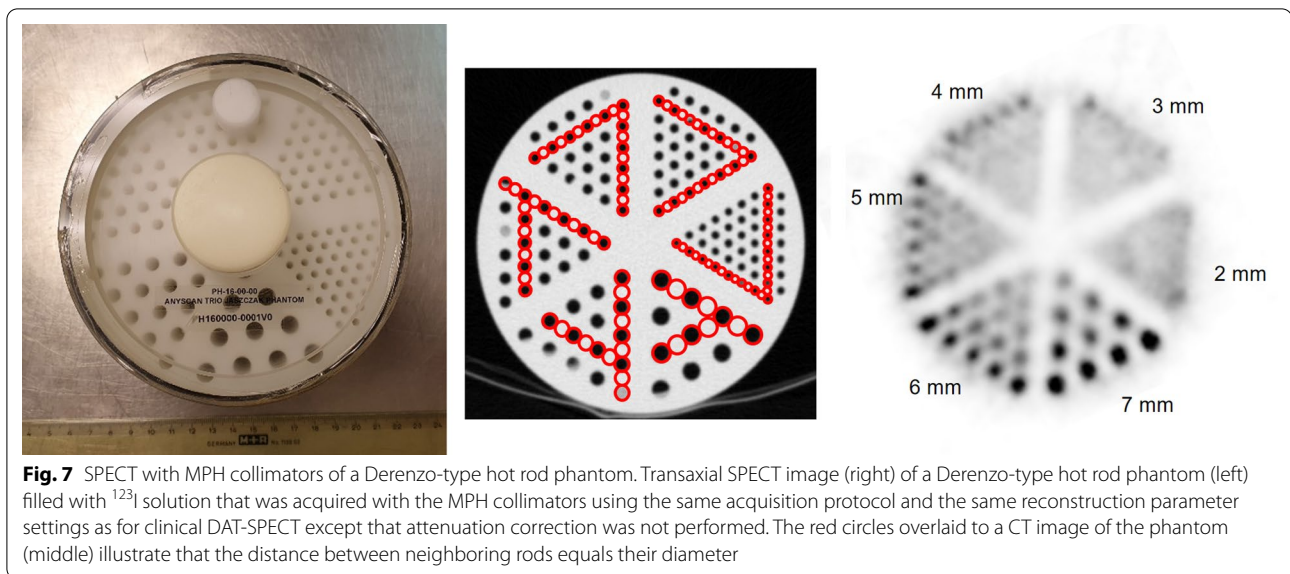 PH-16-00-00
ANYSCAN TRIO JASZCZAK PHANTOM
H160000-0001V0
4 mm
3 mm
5 mm
2 mm
6 mm
7 mm
Fig. 7 SPECT with MPH collimators of a Derenzo-type hot rod phantom. Transaxial SPECT image (right) of a Derenzo-type hot rod phantom (left)
filled with ¹²³I solution that was acquired with the MPH collimators using the same acquisition protocol and the same reconstruction parameter
settings as for clinical DAT-SPECT except that attenuation correction was not performed. The red circles overlaid to a CT image of the phantom
(middle) illustrate that the distance between neighboring rods equals their diameter